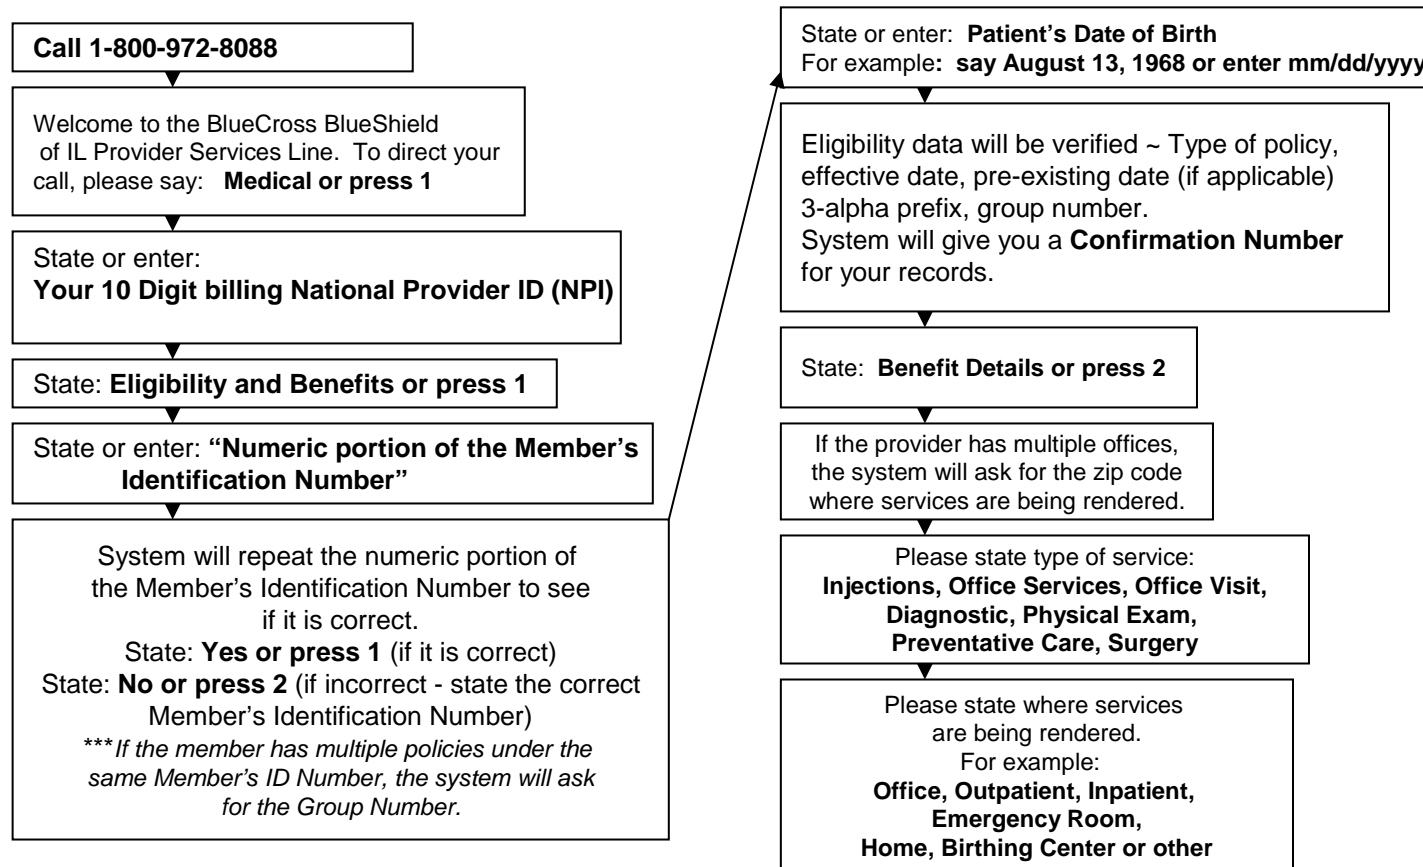 Call 1-800-972-8088
Welcome to the BlueCross BlueShield
of IL Provider Services Line. To direct your
call, please say: Medical or press 1
State or enter:
Your 10 Digit billing National Provider ID (NPI)
State: Eligibility and Benefits or press 1
State or enter: “Numeric portion of the Member’s
Identification Number”
System will repeat the numeric portion of
the Member’s Identification Number to see
if it is correct.
State: Yes or press 1 (if it is correct)
State: No or press 2 (if incorrect - state the correct
Member’s Identification Number)
***If the member has multiple policies under the
same Member’s ID Number, the system will ask
for the Group Number.
State or enter: Patient’s Date of Birth
For example: say August 13, 1968 or enter mm/dd/yyyy
Eligibility data will be verified ~ Type of policy,
effective date, pre-existing date (if applicable)
3-alpha prefix, group number.
System will give you a Confirmation Number
for your records.
State: Benefit Details or press 2
If the provider has multiple offices,
the system will ask for the zip code
where services are being rendered.
Please state type of service:
Injections, Office Services, Office Visit,
Diagnostic, Physical Exam,
Preventative Care, Surgery
Please state where services
are being rendered.
For example:
Office, Outpatient, Inpatient,
Emergency Room,
Home, Birthing Center or other